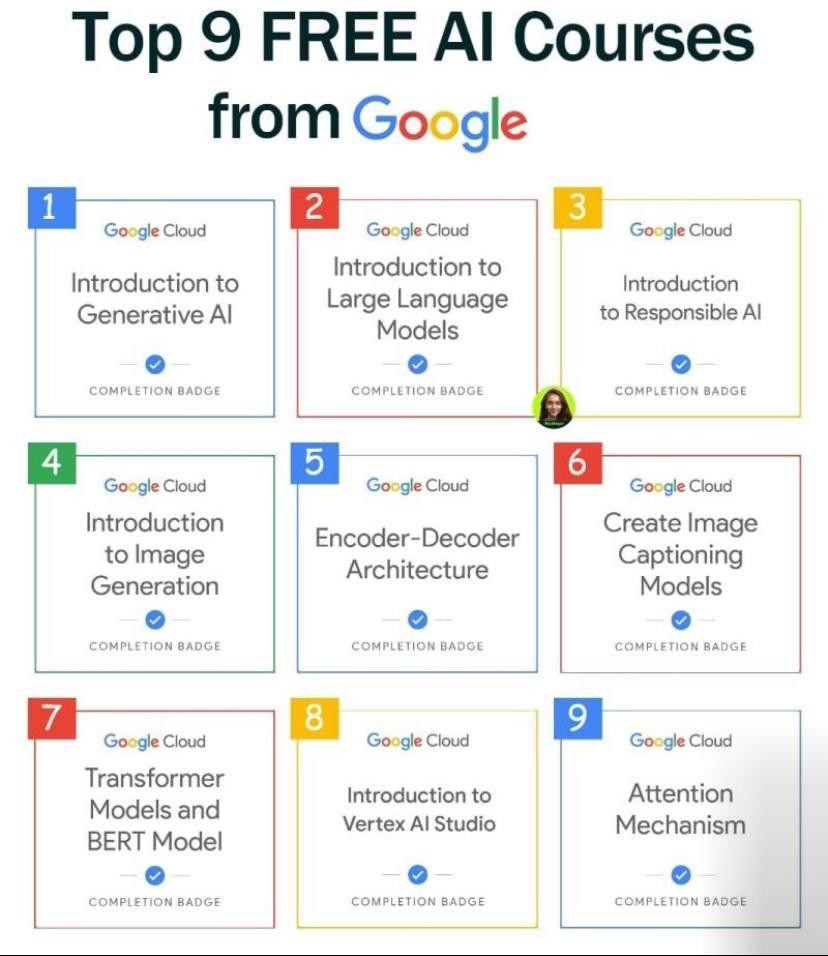 Top 9 FREE AI Courses
from Google
1
Google Cloud
Introduction to
Generative AI
COMPLETION BADGE
2
Google Cloud
Introduction to
Large Language
Models
COMPLETION BADGE
3
Google Cloud
Introduction
to Responsible AI
COMPLETION BADGE
4
Google Cloud
Introduction
to Image
Generation
COMPLETION BADGE
5
Google Cloud
Encoder-Decoder
Architecture
COMPLETION BADGE
6
Google Cloud
Create Image
Captioning
Models
COMPLETION BADGE
7
Google Cloud
Transformer
Models and
BERT Model
COMPLETION BADGE
8
Google Cloud
Introduction to
Vertex AI Studio
COMPLETION BADGE
9
Google Cloud
Attention
Mechanism
COMPLETION BADGE